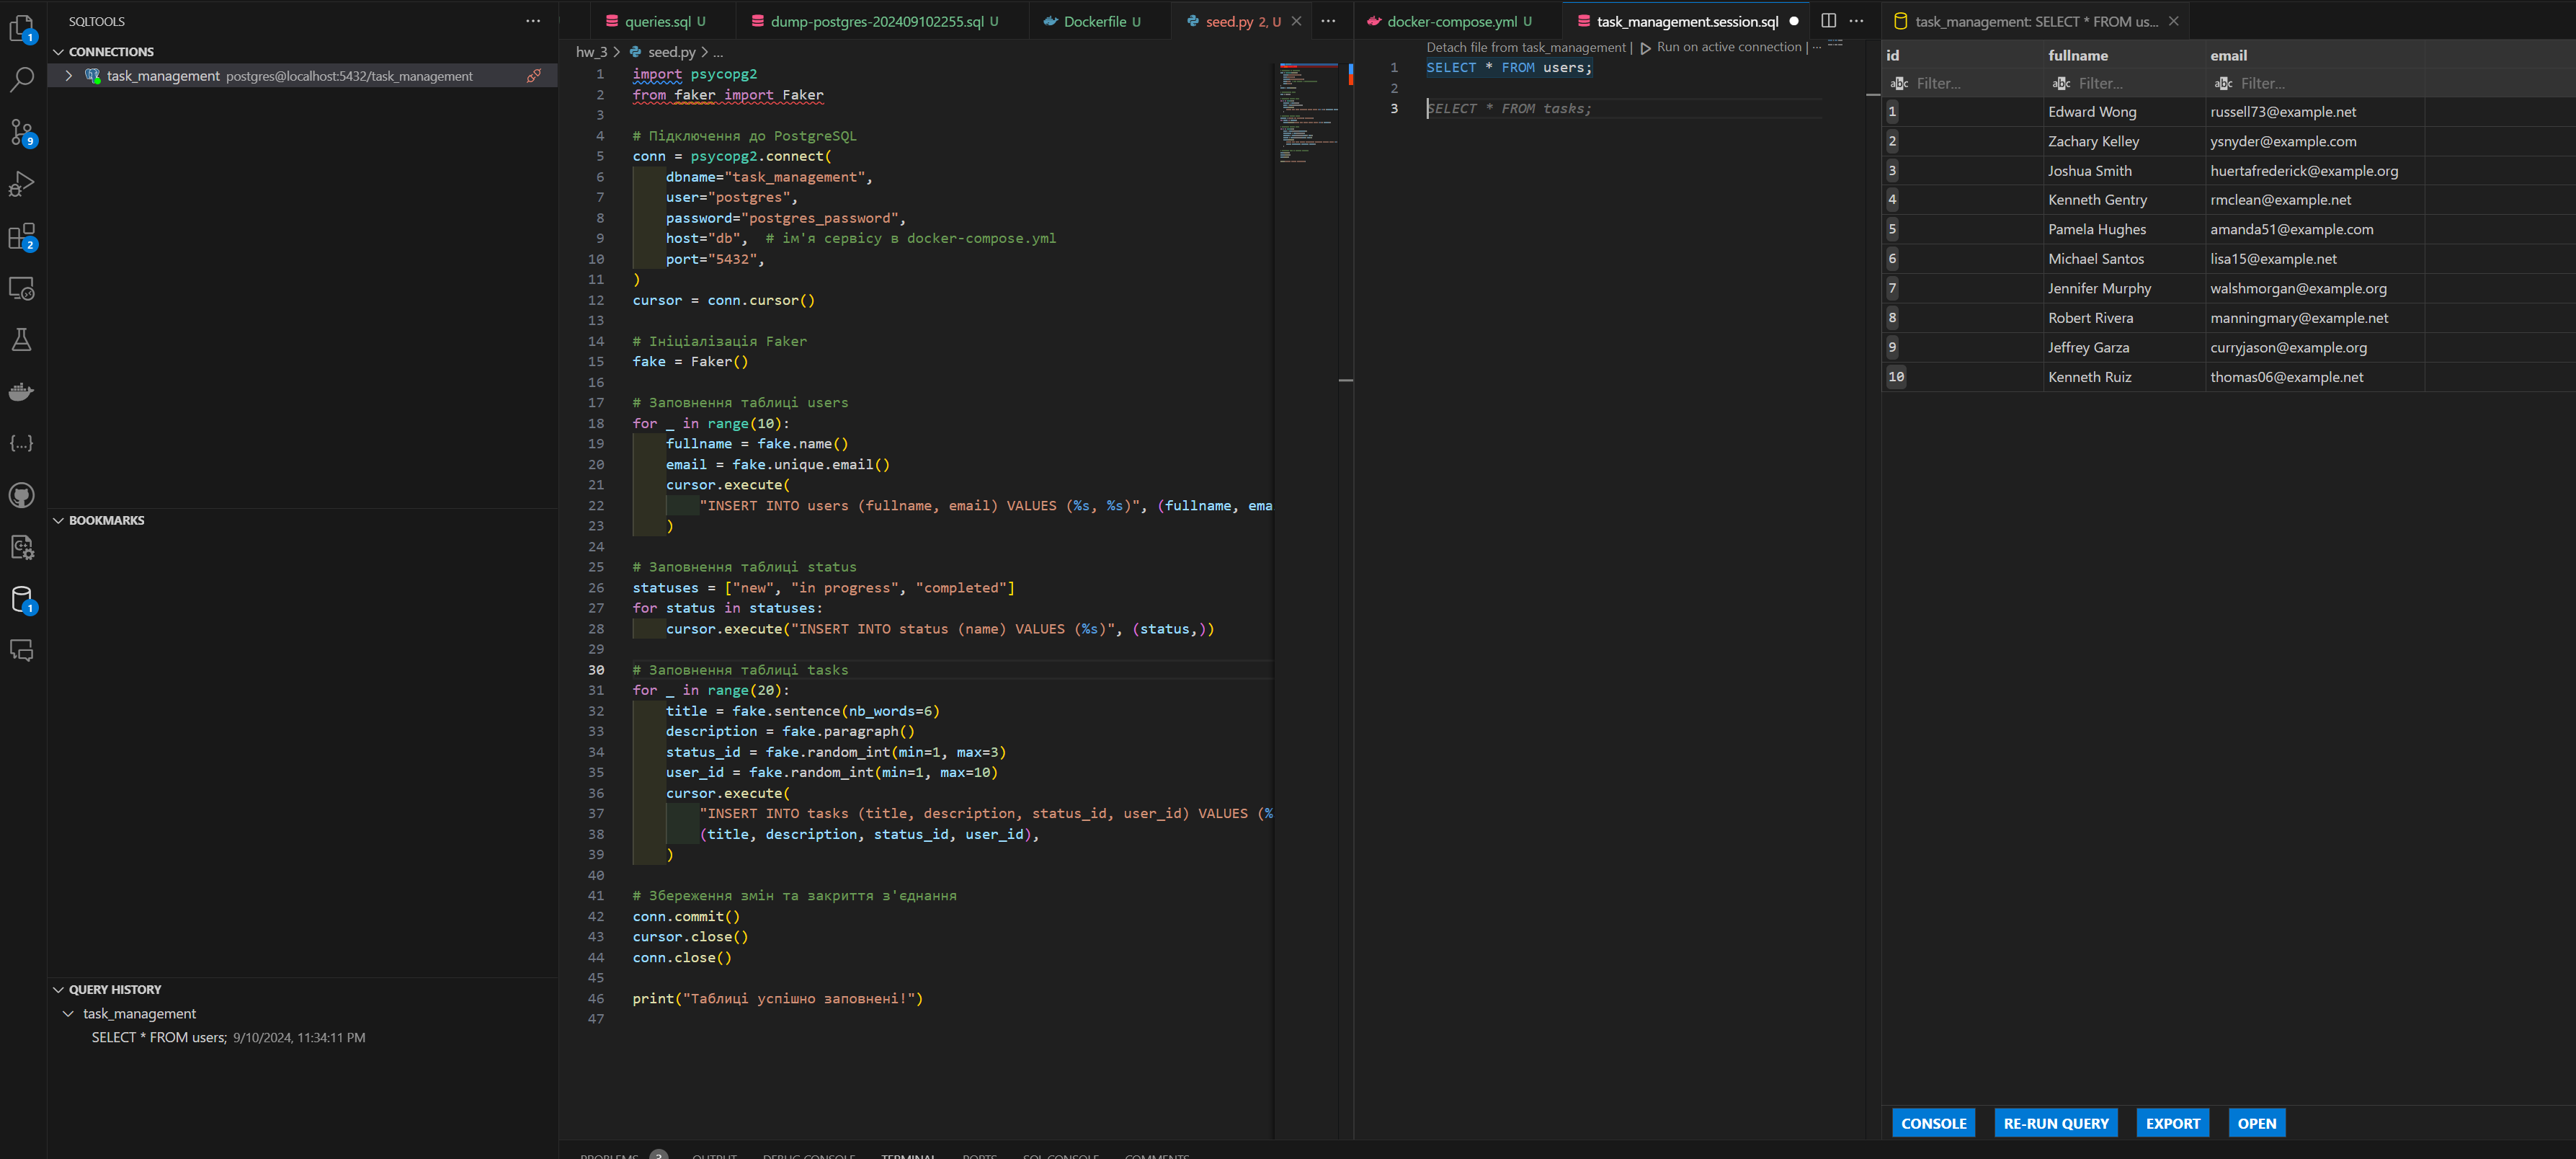 SQLTOOLS
CONNECTIONS
task_management postgres@localhost:5432/task_management
BOOKMARKS
QUERY HISTORY
task_management
SELECT * FROM users; 9/10/2024, 11:34:11 PM
1
9
2
1
queries.sql U
dump-postgres-202409102255.sql U
Dockerfile U
seed.py 2, U
hw_3 > seed.py > ...
1 import psycopg2
2 from faker import Faker
3
4 # Підключення до PostgreSQL
5 conn = psycopg2.connect(
6 dbname="task_management",
7 user="postgres",
8 password="postgres_password",
9 host="db",  # ім'я сервісу в docker-compose.yml
10 port="5432",
11 )
12 cursor = conn.cursor()
13
14 # Ініціалізація Faker
15 fake = Faker()
16
17 # Заповнення таблиці users
18 for _ in range(10):
19 fullname = fake.name()
20 email = fake.unique.email()
21 cursor.execute(
22 "INSERT INTO users (fullname, email) VALUES (%s, %s)", (fullname, ema
23 )
24
25 # Заповнення таблиці status
26 statuses = ["new", "in progress", "completed"]
27 for status in statuses:
28 cursor.execute("INSERT INTO status (name) VALUES (%s)", (status,))
29
30 # Заповнення таблиці tasks
31 for _ in range(20):
32 title = fake.sentence(nb_words=6)
33 description = fake.paragraph()
34 status_id = fake.random_int(min=1, max=3)
35 user_id = fake.random_int(min=1, max=10)
36 cursor.execute(
37 "INSERT INTO tasks (title, description, status_id, user_id) VALUES (%
38 (title, description, status_id, user_id),
39 )
40
41 # Збереження змін та закриття з'єднання
42 conn.commit()
43 cursor.close()
44 conn.close()
45
46 print("Таблиці успішно заповнені!")
47
docker-compose.yml U
task_management.session.sql
Detach file from task_management | Run on active connection | ...
1 SELECT * FROM users;
2
3 SELECT * FROM tasks;
task_management: SELECT * FROM us...
id fullname email
abc Filter... abc Filter... abc Filter...
1 Edward Wong russell73@example.net
2 Zachary Kelley ysnyder@example.com
3 Joshua Smith huertafrederick@example.org
4 Kenneth Gentry rmclean@example.net
5 Pamela Hughes amanda51@example.com
6 Michael Santos lisa15@example.net
7 Jennifer Murphy walshmorgan@example.org
8 Robert Rivera manningmary@example.net
9 Jeffrey Garza curryjason@example.org
10 Kenneth Ruiz thomas06@example.net
CONSOLE RE-RUN QUERY EXPORT OPEN
PROBLEMS OUTPUT DEBUG CONSOLE TERMINAL PORTS SQL CONSOLE COMMENTS